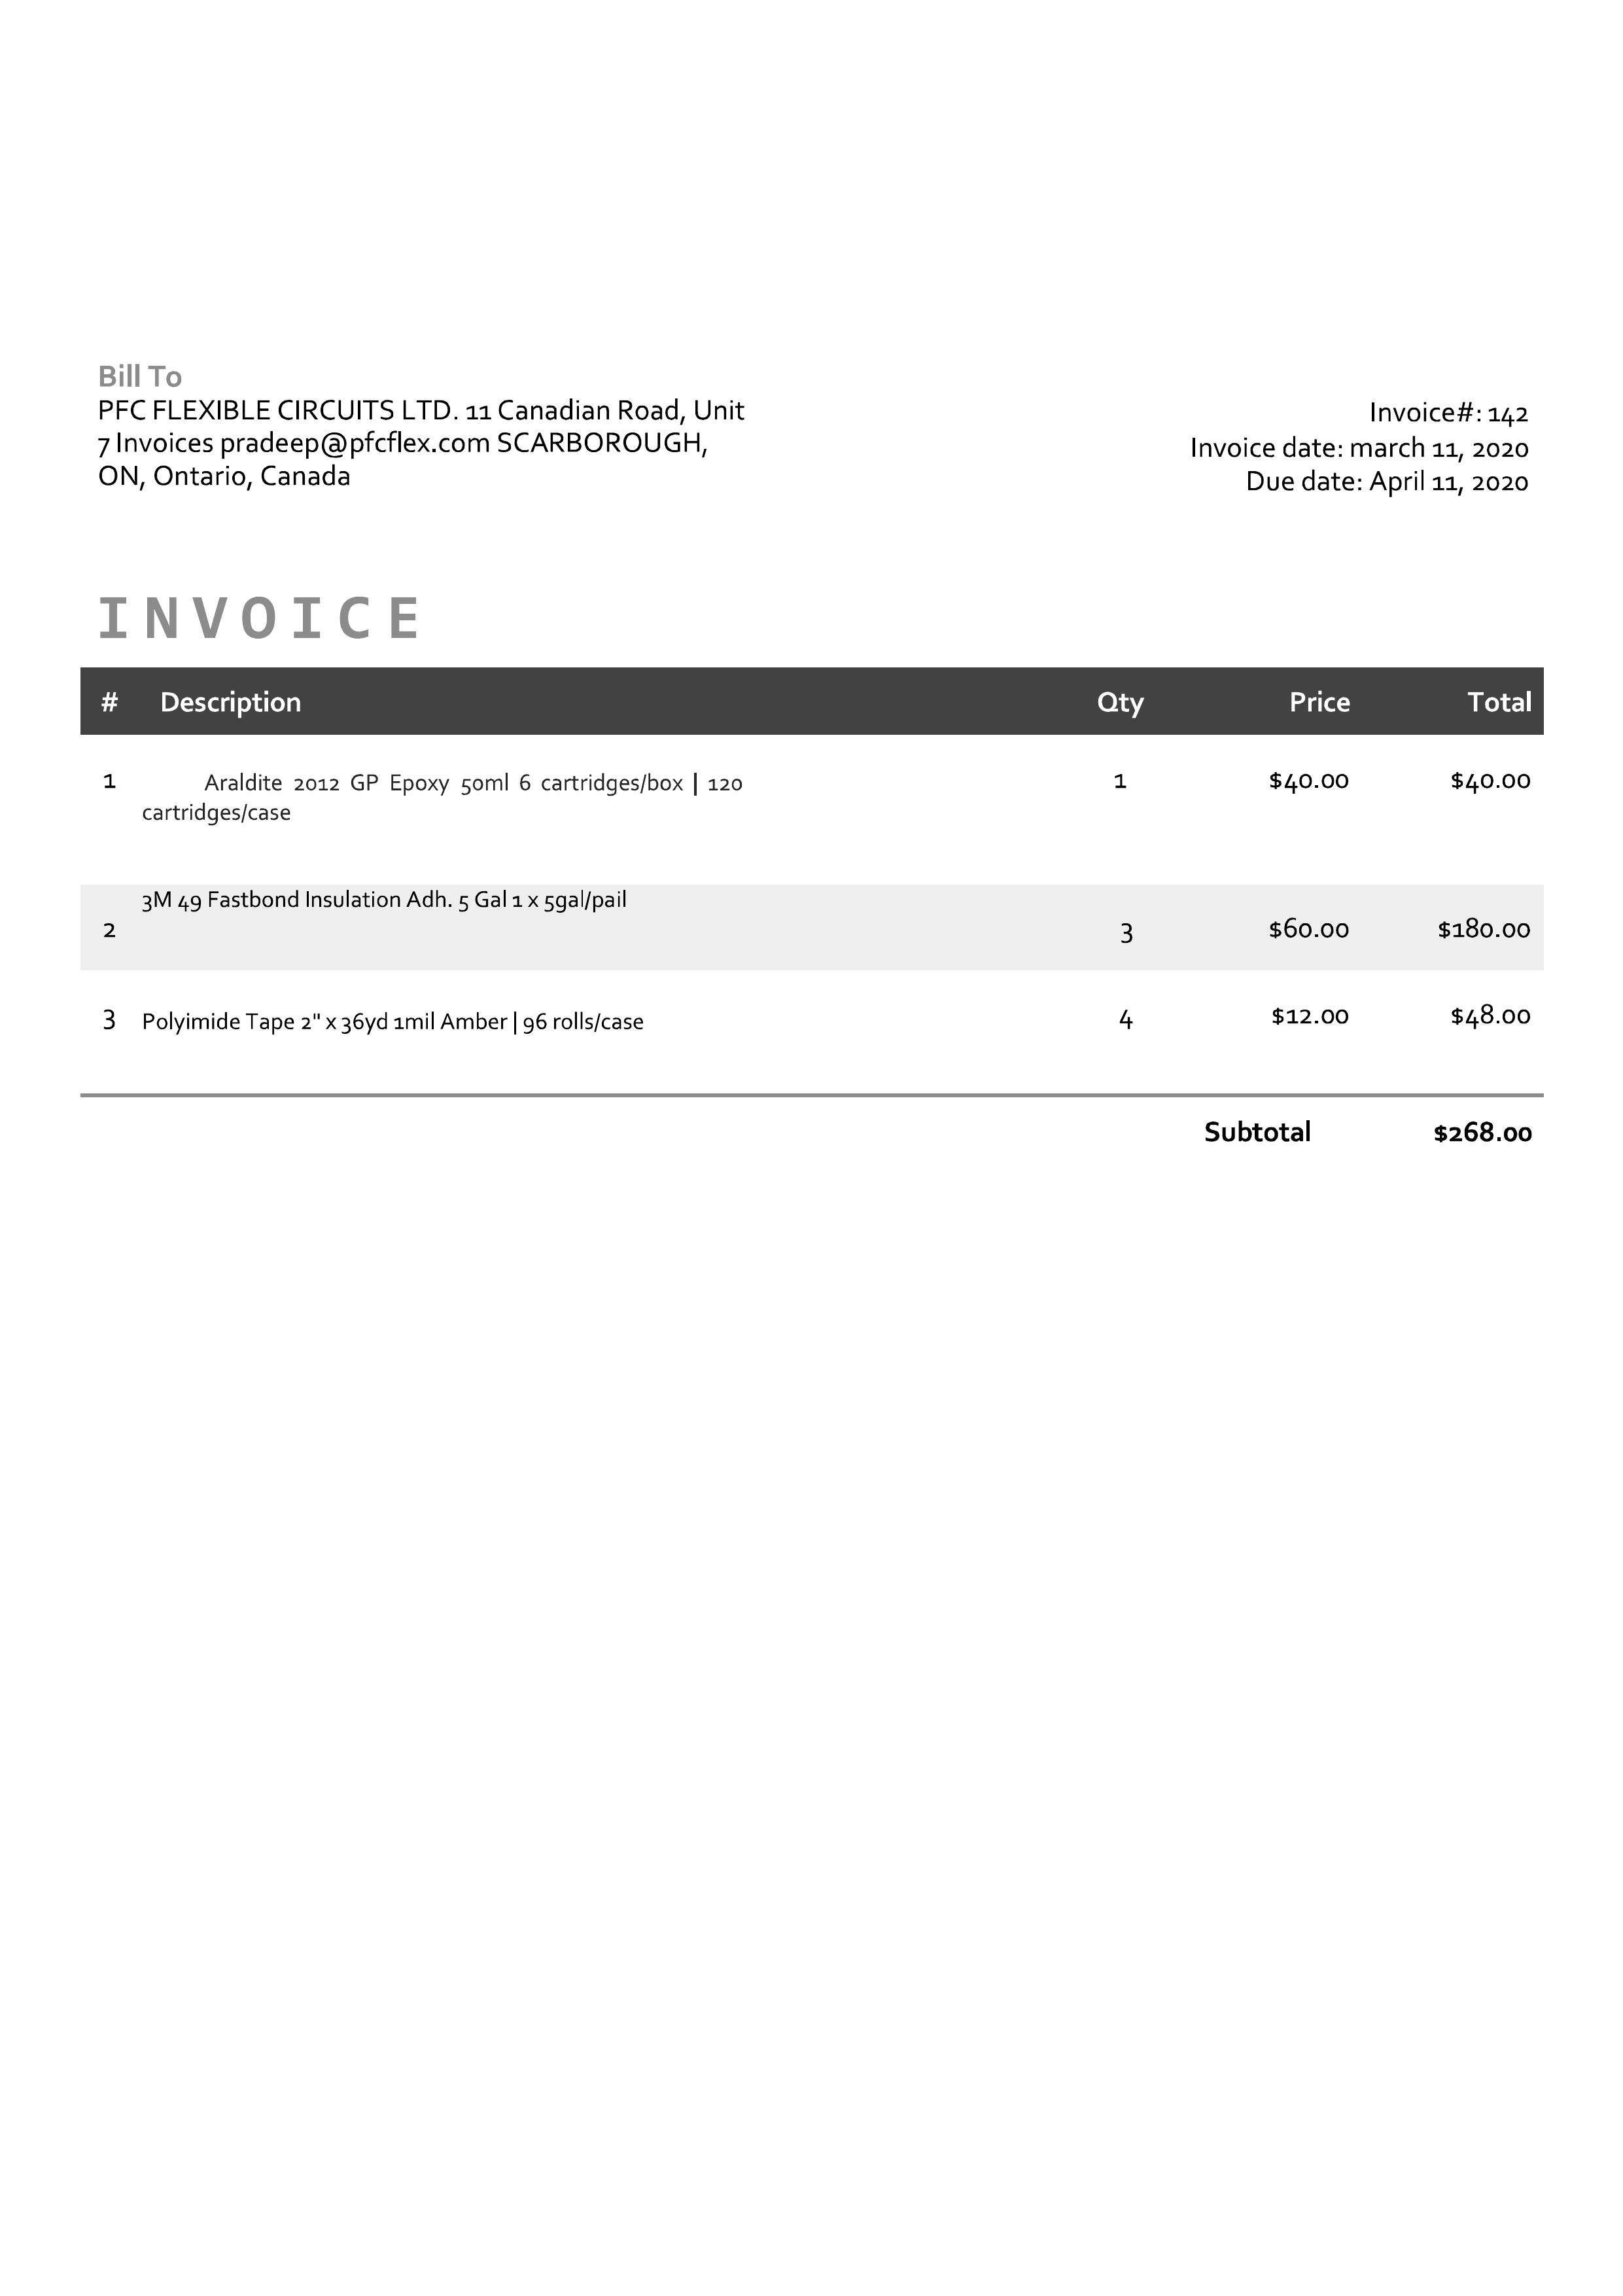 Bill To
PFC FLEXIBLE CIRCUITS LTD. 11 Canadian Road, Unit
7 Invoices pradeep@pfcflex.com SCARBOROUGH,
ON, Ontario, Canada
Invoice#: 142
Invoice date: march 11, 2020
Due date: April 11, 2020
INVOICE
# Description Qty Price Total
1 Araldite 2012 GP Epoxy 50ml 6 cartridges/box | 120 1 $40.00 $40.00
cartridges/case
3M 49 Fastbond Insulation Adh. 5 Gal 1 x 5gal/pail
2 3 $60.00 $180.00
3 Polyimide Tape 2" x 36yd 1mil Amber | 96 rolls/case 4 $12.00 $48.00
Subtotal $268.00